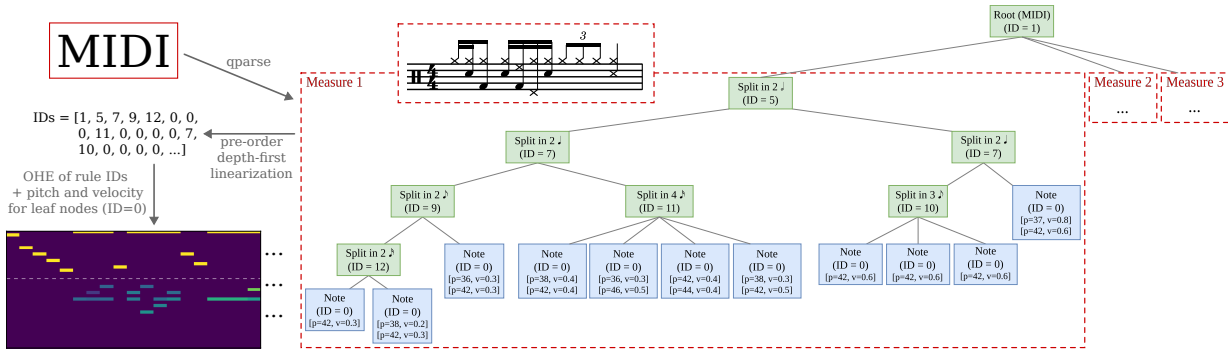 MIDI
qparse
IDs = [1, 5, 7, 9, 12, 0, 0,
0, 11, 0, 0, 0, 0, 7,
10, 0, 0, 0, 0, ...]
pre-order
depth-first
linearization
OHE of rule IDs
+ pitch and velocity
for leaf nodes (ID=0)
...
...
...
Measure 1
3
4
4
Root (MIDI)
(ID = 1)
Measure 2
...
Measure 3
...
Split in 2 ♩
(ID = 5)
Split in 2 ♩
(ID = 7)
Split in 2 ♩
(ID = 7)
Split in 2 ♪
(ID = 9)
Split in 4 ♪
(ID = 11)
Split in 3 ♪
(ID = 10)
Note
(ID = 0)
[p=37, v=0.8]
[p=42, v=0.6]
Split in 2 𝅘𝅥𝅯
(ID = 12)
Note
(ID = 0)
[p=36, v=0.3]
[p=42, v=0.3]
Note
(ID = 0)
[p=38, v=0.4]
[p=42, v=0.4]
Note
(ID = 0)
[p=36, v=0.3]
[p=46, v=0.5]
Note
(ID = 0)
[p=42, v=0.4]
[p=44, v=0.4]
Note
(ID = 0)
[p=38, v=0.3]
[p=42, v=0.5]
Note
(ID = 0)
[p=42, v=0.6]
Note
(ID = 0)
[p=42, v=0.6]
Note
(ID = 0)
[p=42, v=0.6]
Note
(ID = 0)
[p=42, v=0.3]
Note
(ID = 0)
[p=38, v=0.2]
[p=42, v=0.3]